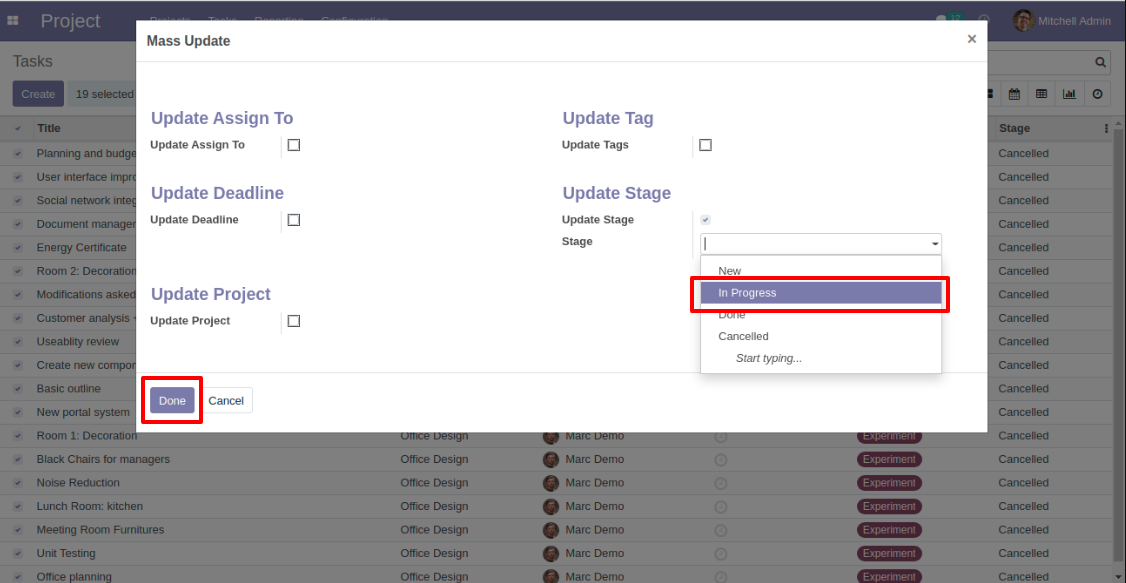 Project Projects Tasks Reporting Configuration 12 Mitchell Admin
Mass Update ×
Tasks
Create 19 selected
Update Assign To Update Tag
Update Assign To Update Tags
Update Deadline Update Stage
Update Deadline Update Stage
Stage
New
In Progress
Done
Cancelled
Start typing...
Update Project
Update Project
Done Cancel
Title Stage
Planning and budge Cancelled
User interface impro Cancelled
Social network integ Cancelled
Document manager Cancelled
Energy Certificate Cancelled
Room 2: Decoration Cancelled
Modifications asked Cancelled
Customer analysis Cancelled
Useablity review Cancelled
Create new compor Cancelled
Basic outline Cancelled
New portal system Cancelled
Room 1: Decoration Office Design Marc Demo Experiment Cancelled
Black Chairs for managers Office Design Marc Demo Experiment Cancelled
Noise Reduction Office Design Marc Demo Experiment Cancelled
Lunch Room: kitchen Office Design Marc Demo Experiment Cancelled
Meeting Room Furnitures Office Design Marc Demo Experiment Cancelled
Unit Testing Office Design Marc Demo Experiment Cancelled
Office planning Office Design Marc Demo Experiment Cancelled